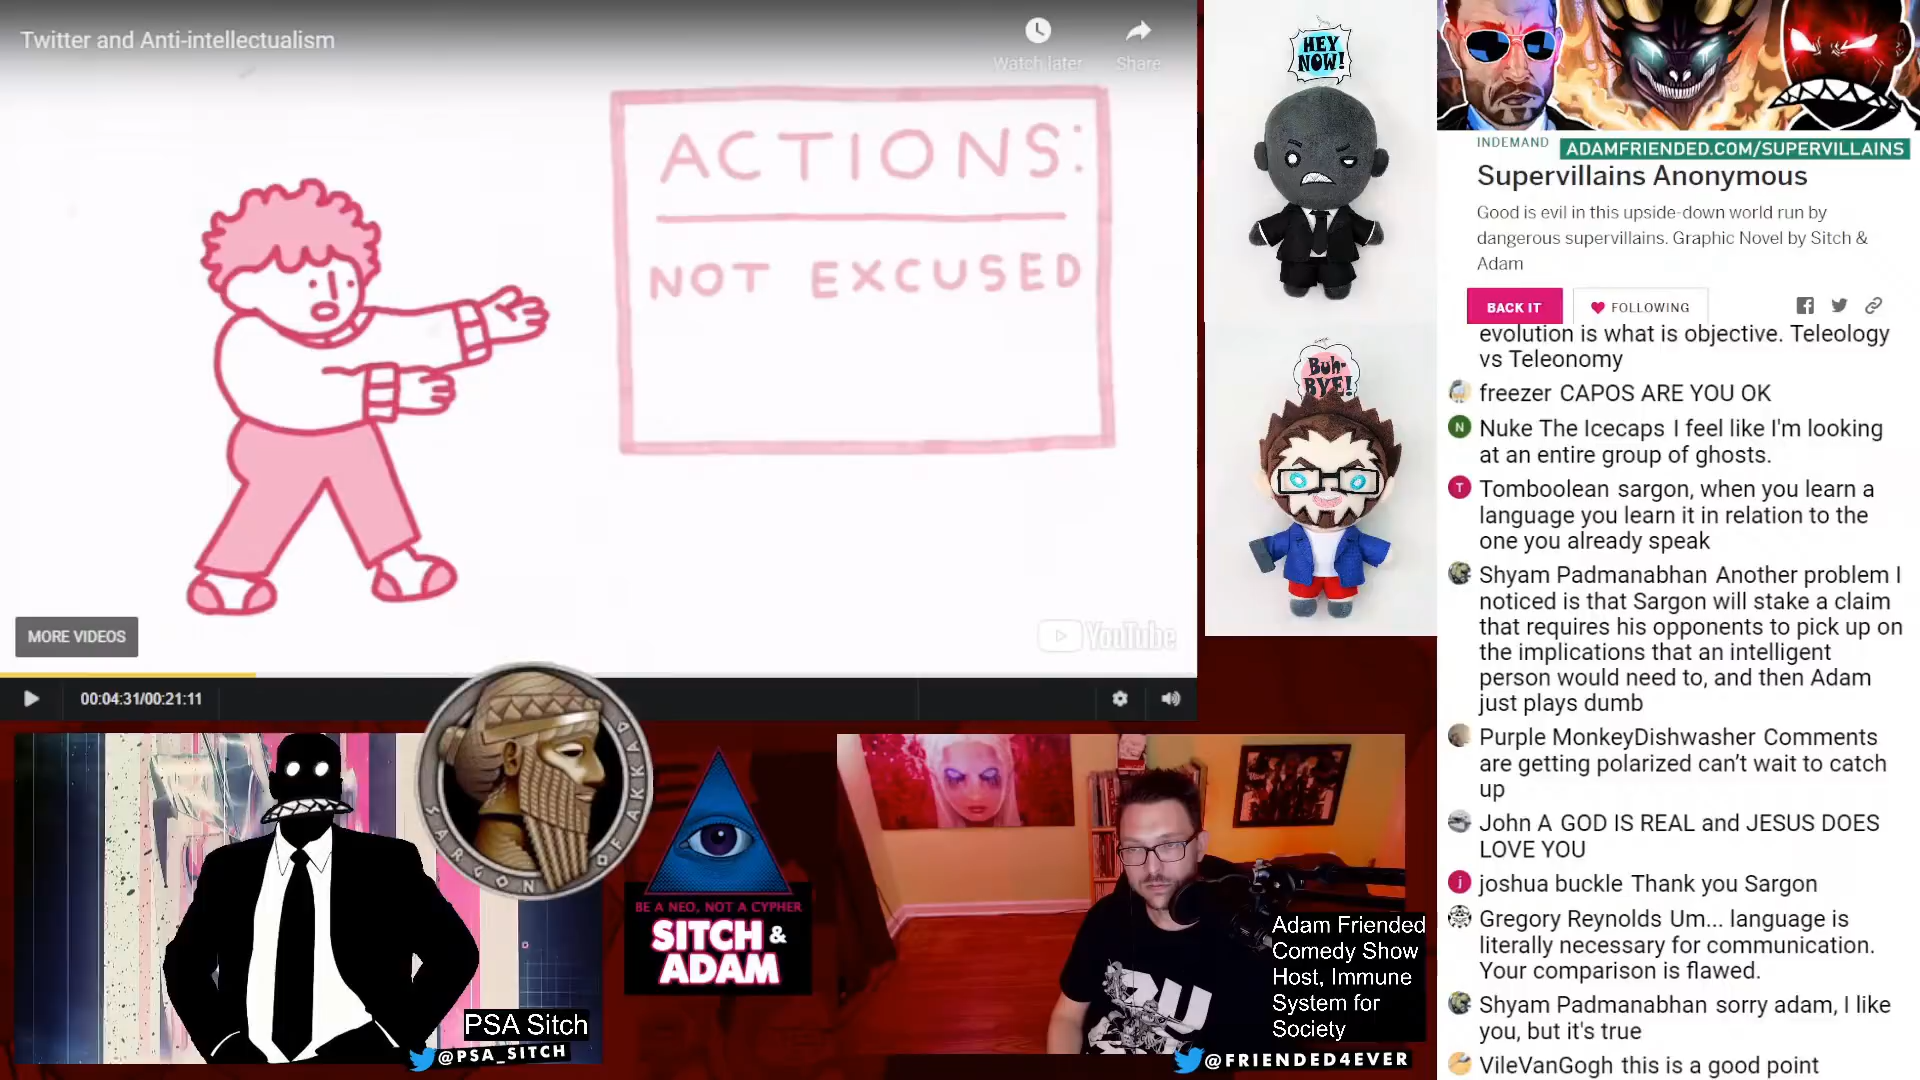 Twitter and Anti-intellectualism
Watch later
Share
ACTIONS:
NOT EXCUSED
MORE VIDEOS
YouTube
00:04:31/00:21:11
HEY
NOW!
Buh-
BYE!
INDEMAND
ADAMFRIENDED.COM/SUPERVILLAINS
Supervillains Anonymous
Good is evil in this upside-down world run by
dangerous supervillains. Graphic Novel by Sitch &
Adam
BACK IT
FOLLOWING
evolution is what is objective. Teleology
vs Teleonomy
freezer CAPOS ARE YOU OK
N
Nuke The Icecaps I feel like I'm looking
at an entire group of ghosts.
T
Tomboolean sargon, when you learn a
language you learn it in relation to the
one you already speak
Shyam Padmanabhan Another problem I
noticed is that Sargon will stake a claim
that requires his opponents to pick up on
the implications that an intelligent
person would need to, and then Adam
just plays dumb
Purple MonkeyDishwasher Comments
are getting polarized can’t wait to catch
up
John A GOD IS REAL and JESUS DOES
LOVE YOU
j
joshua buckle Thank you Sargon
Gregory Reynolds Um... language is
literally necessary for communication.
Your comparison is flawed.
Shyam Padmanabhan sorry adam, I like
you, but it's true
VileVanGogh this is a good point
SARGON OF AKKAD
BE A NEO, NOT A CYPHER
SITCH &
ADAM
PSA Sitch
@PSA_SITCH
Adam Friended
Comedy Show
Host, Immune
System for
Society
@FRIENDED4EVER